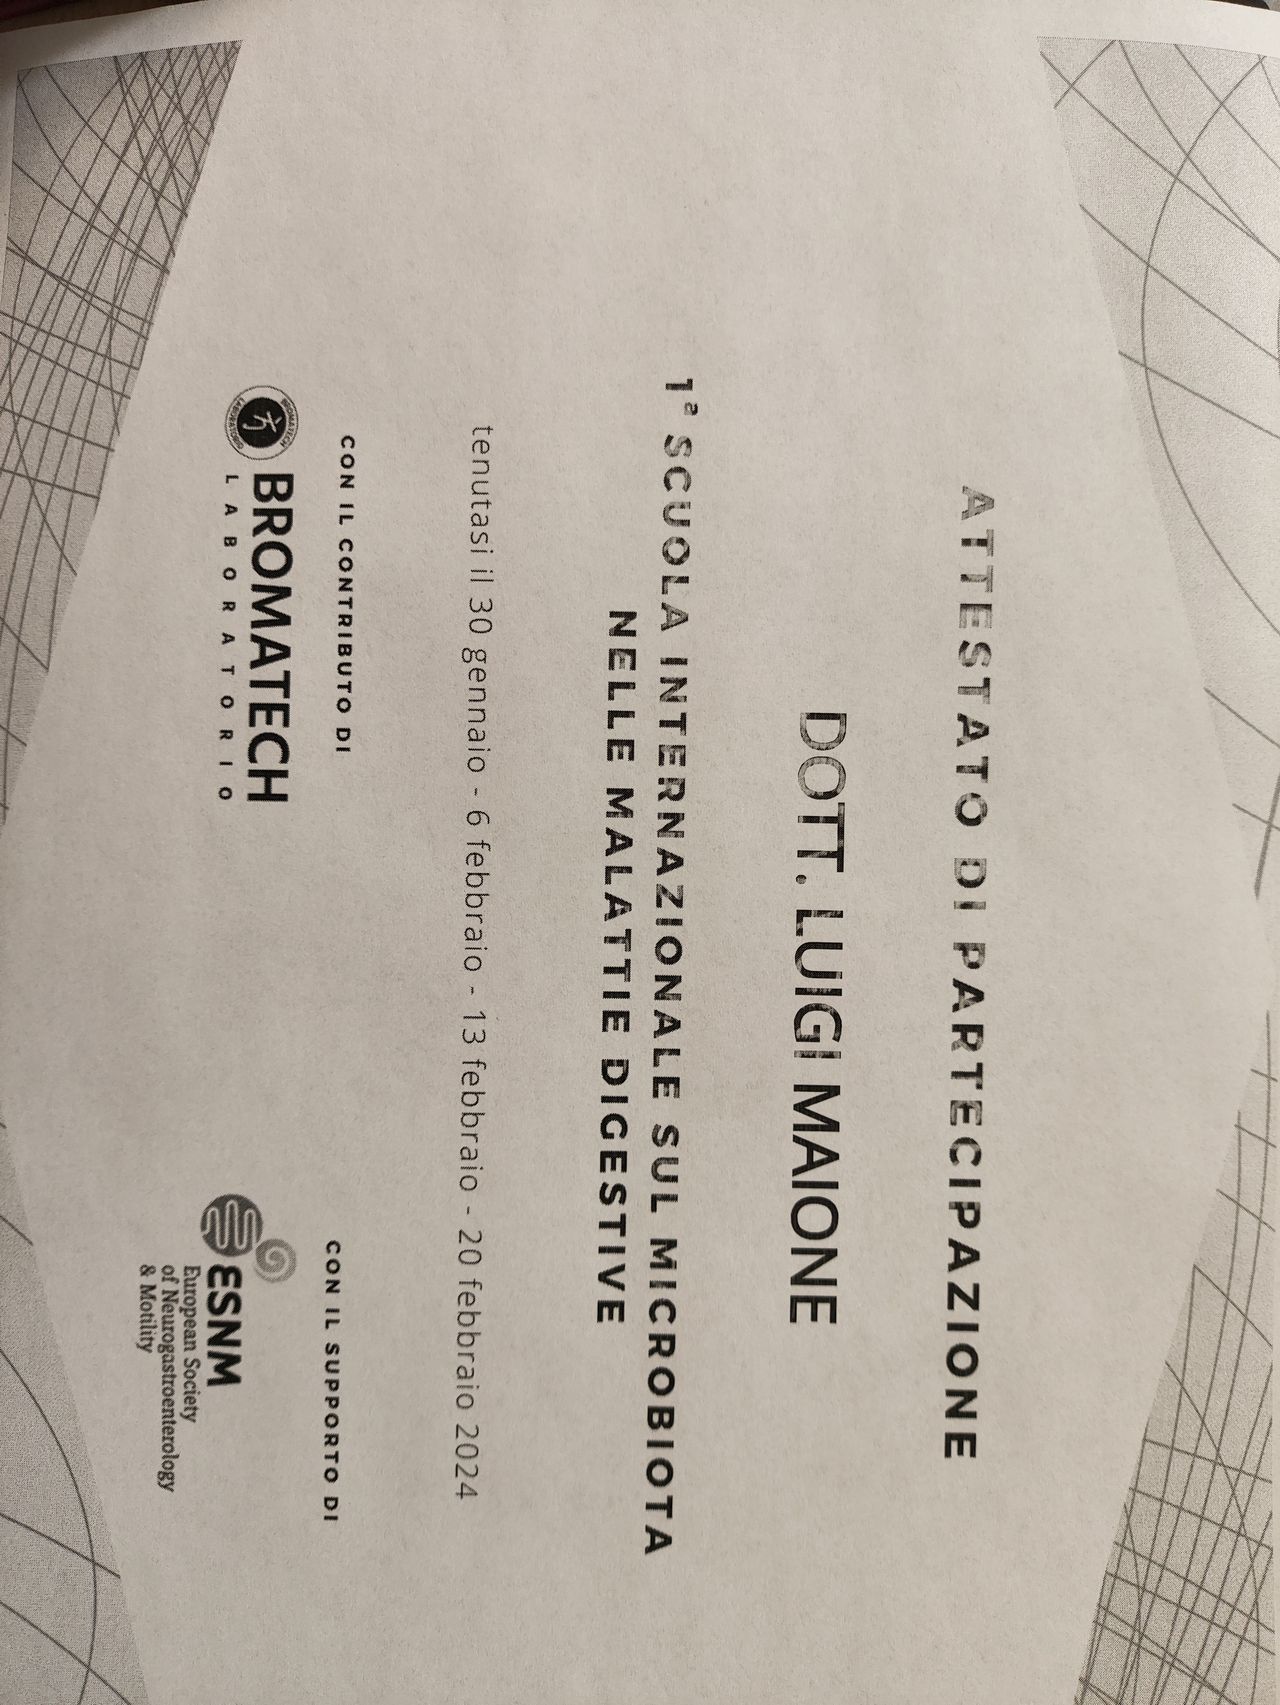 ATTESTATO DI PARTECIPAZIONE
DOTT. LUIGI MAIONE
1ª SCUOLA INTERNAZIONALE SUL MICROBIOTA
NELLE MALATTIE DIGESTIVE
tenutasi il 30 gennaio - 6 febbraio - 13 febbraio - 20 febbraio 2024
CON IL CONTRIBUTO DI
BROMATECH
LABORATORIO
CON IL SUPPORTO DI
ESNM
European Society
of Neurogastroenterology
& Motility